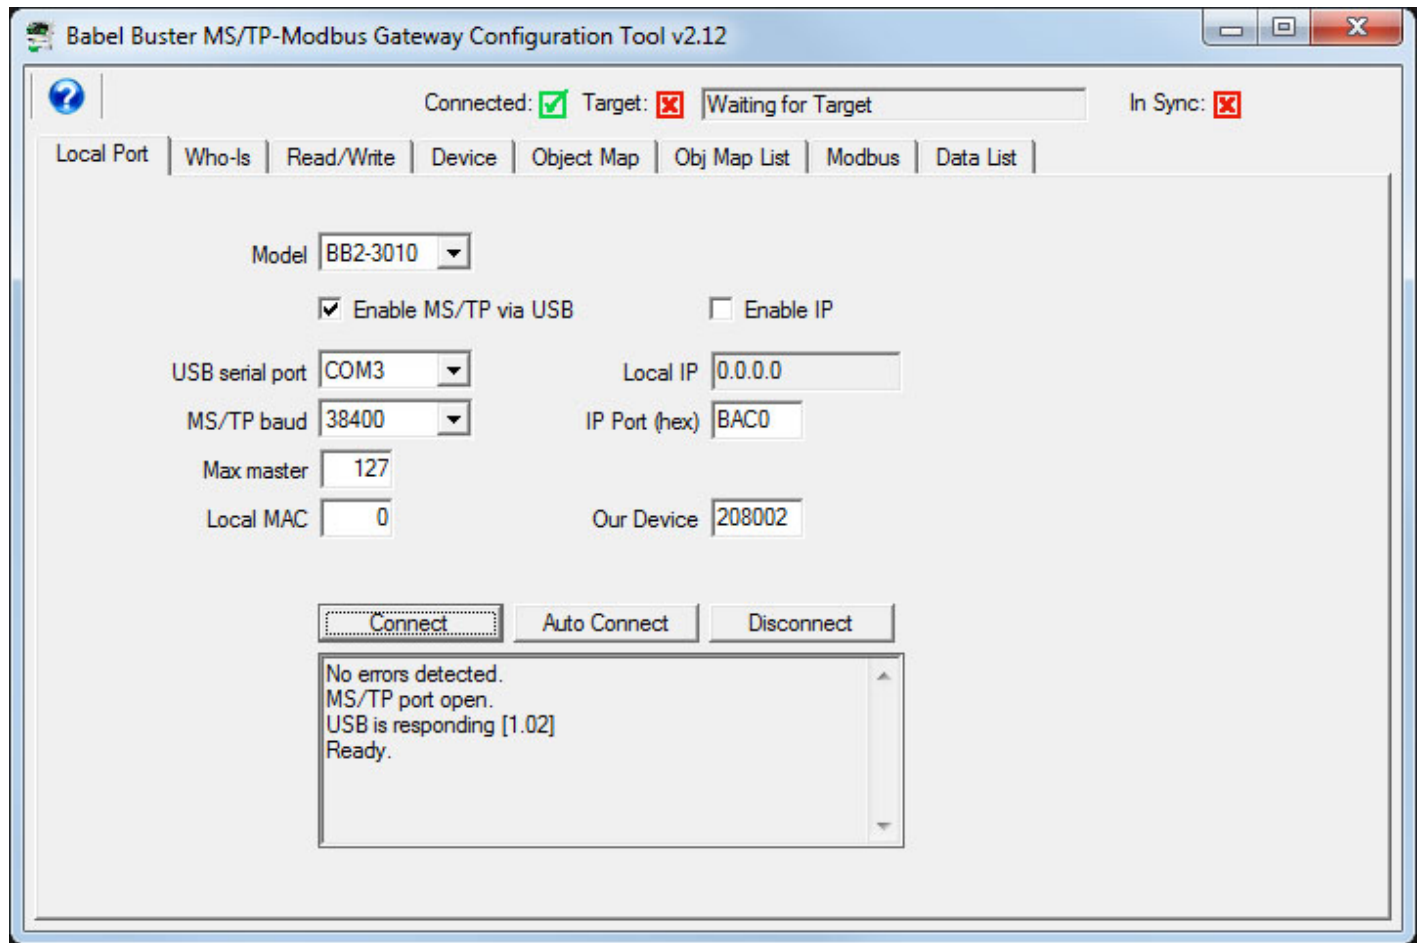 Babel Buster MS/TP-Modbus Gateway Configuration Tool v2.12
Connected: Target: Waiting for Target In Sync:
Local Port Who-Is Read/Write Device Object Map Obj Map List Modbus Data List
Model BB2-3010
Enable MS/TP via USB Enable IP
USB serial port COM3 Local IP 0.0.0.0
MS/TP baud 38400 IP Port (hex) BAC0
Max master 127
Local MAC 0 Our Device 208002
Connect Auto Connect Disconnect
No errors detected.
MS/TP port open.
USB is responding [1.02]
Ready.